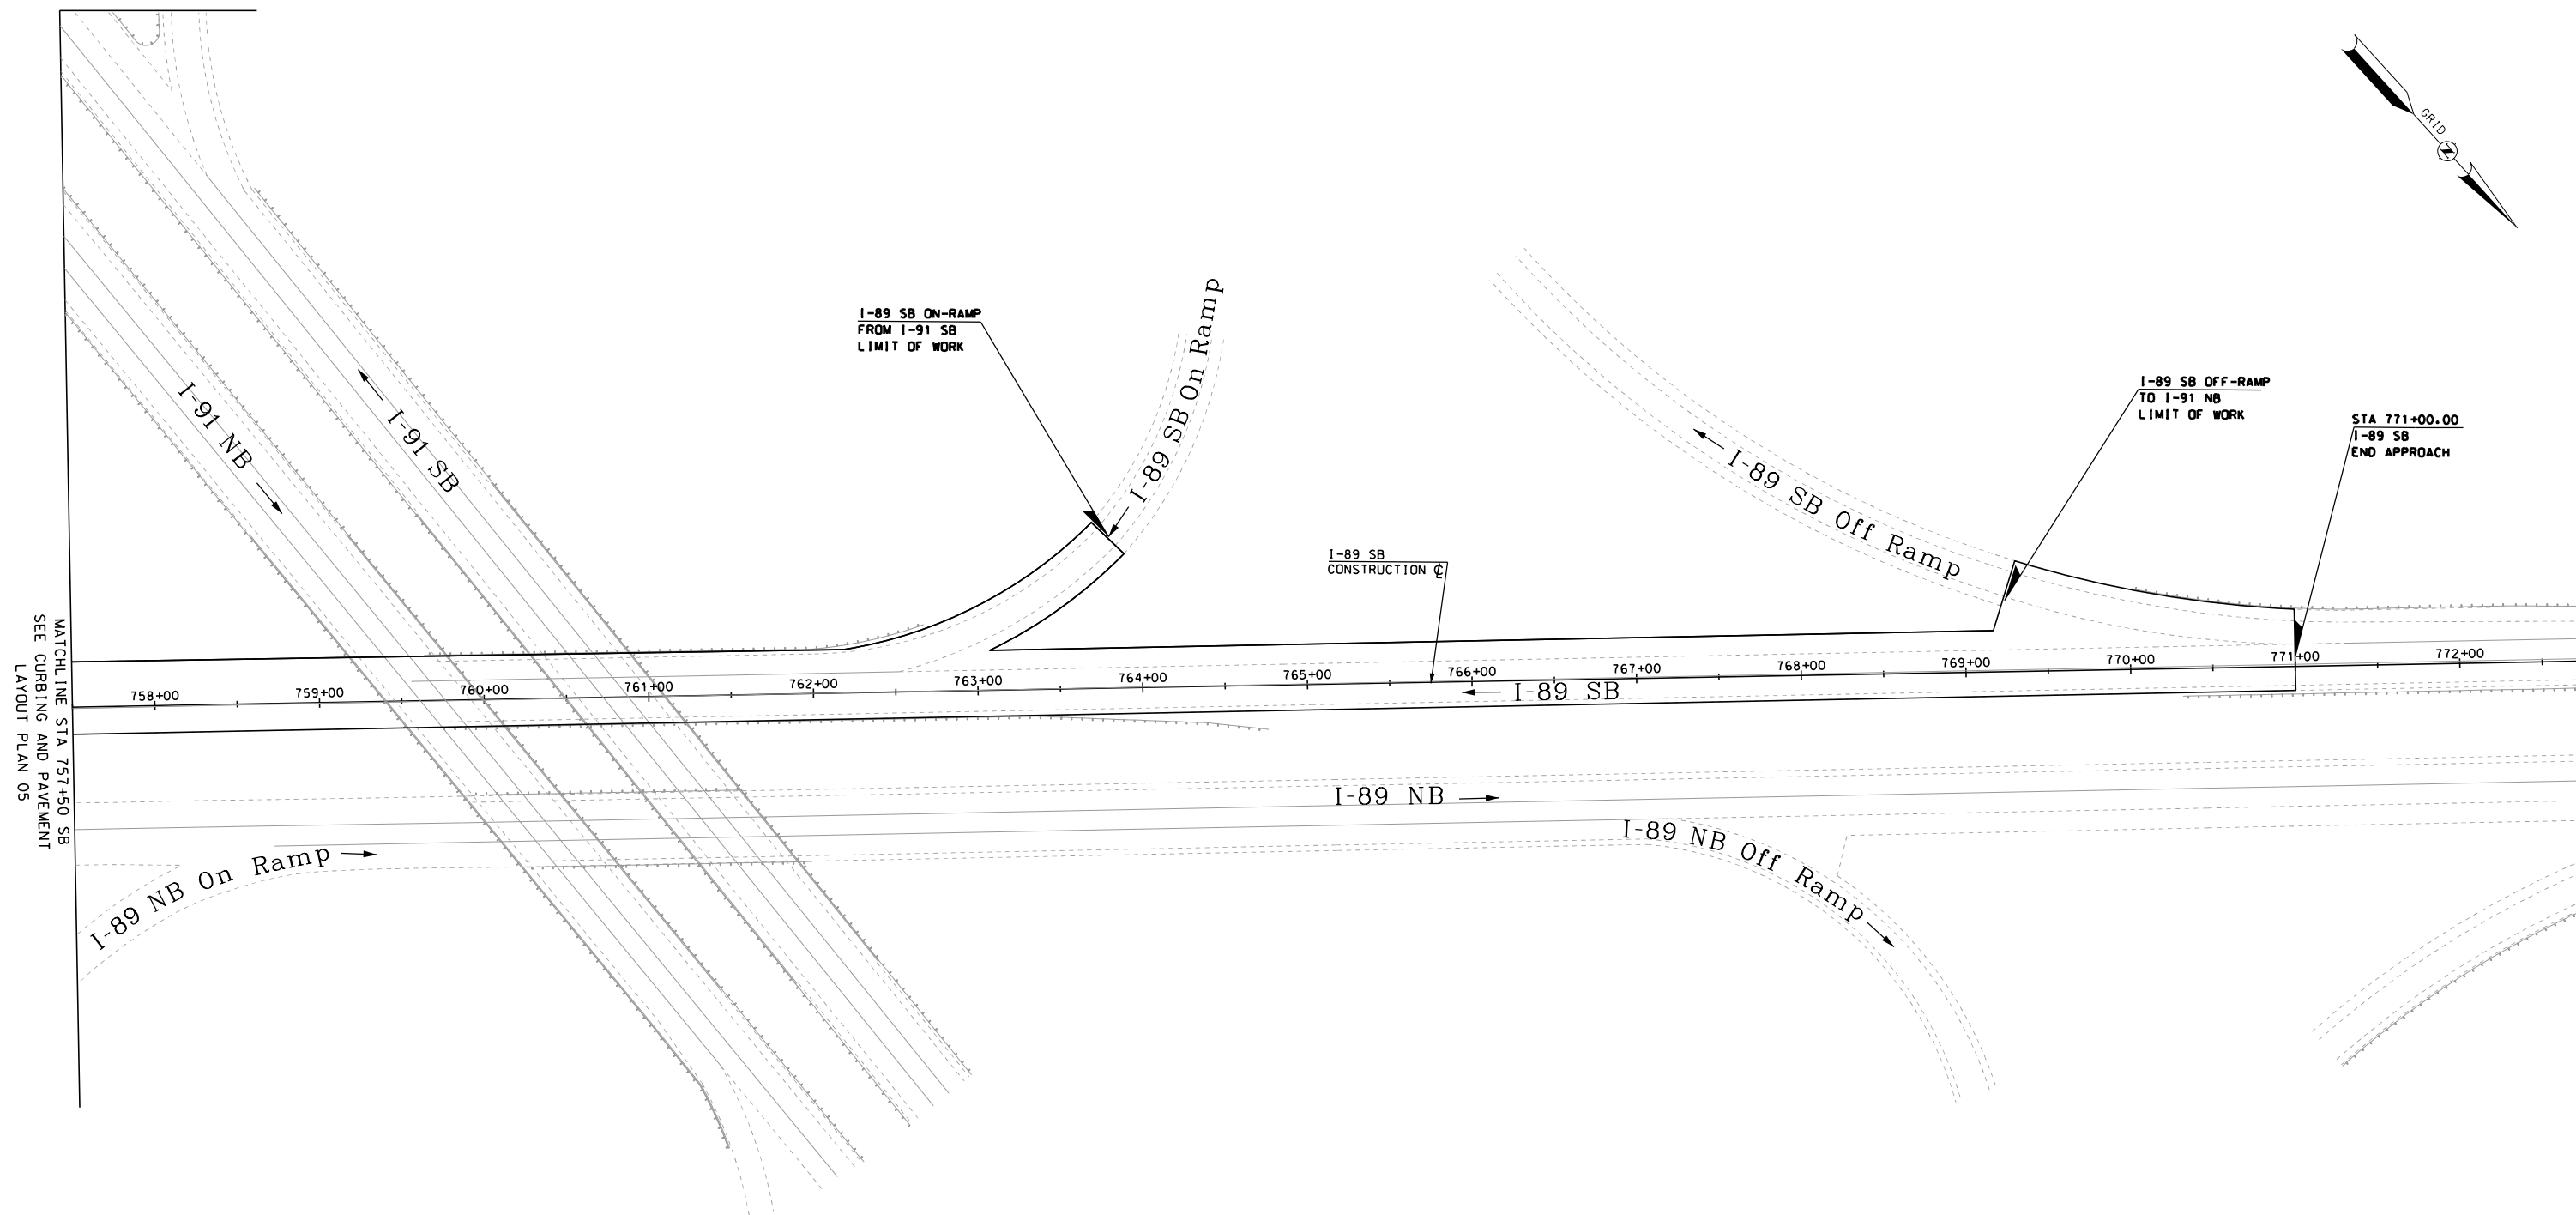 GRID
N
I-89 SB ON-RAMP
FROM I-91 SB
LIMIT OF WORK
I-89 SB On Ramp
I-89 SB OFF-RAMP
TO I-91 NB
LIMIT OF WORK
STA 771+00.00
I-89 SB
END APPROACH
I-91 NB
I-91 SB
I-89 SB Off Ramp
I-89 SB
CONSTRUCTION ℄
758+00
759+00
760+00
761+00
762+00
763+00
764+00
765+00
766+00
767+00
768+00
769+00
770+00
771+00
772+00
I-89 SB
MATCHLINE STA 757+50 SB
SEE CURBING AND PAVEMENT
LAYOUT PLAN 05
I-89 NB
I-89 NB On Ramp
I-89 NB Off Ramp